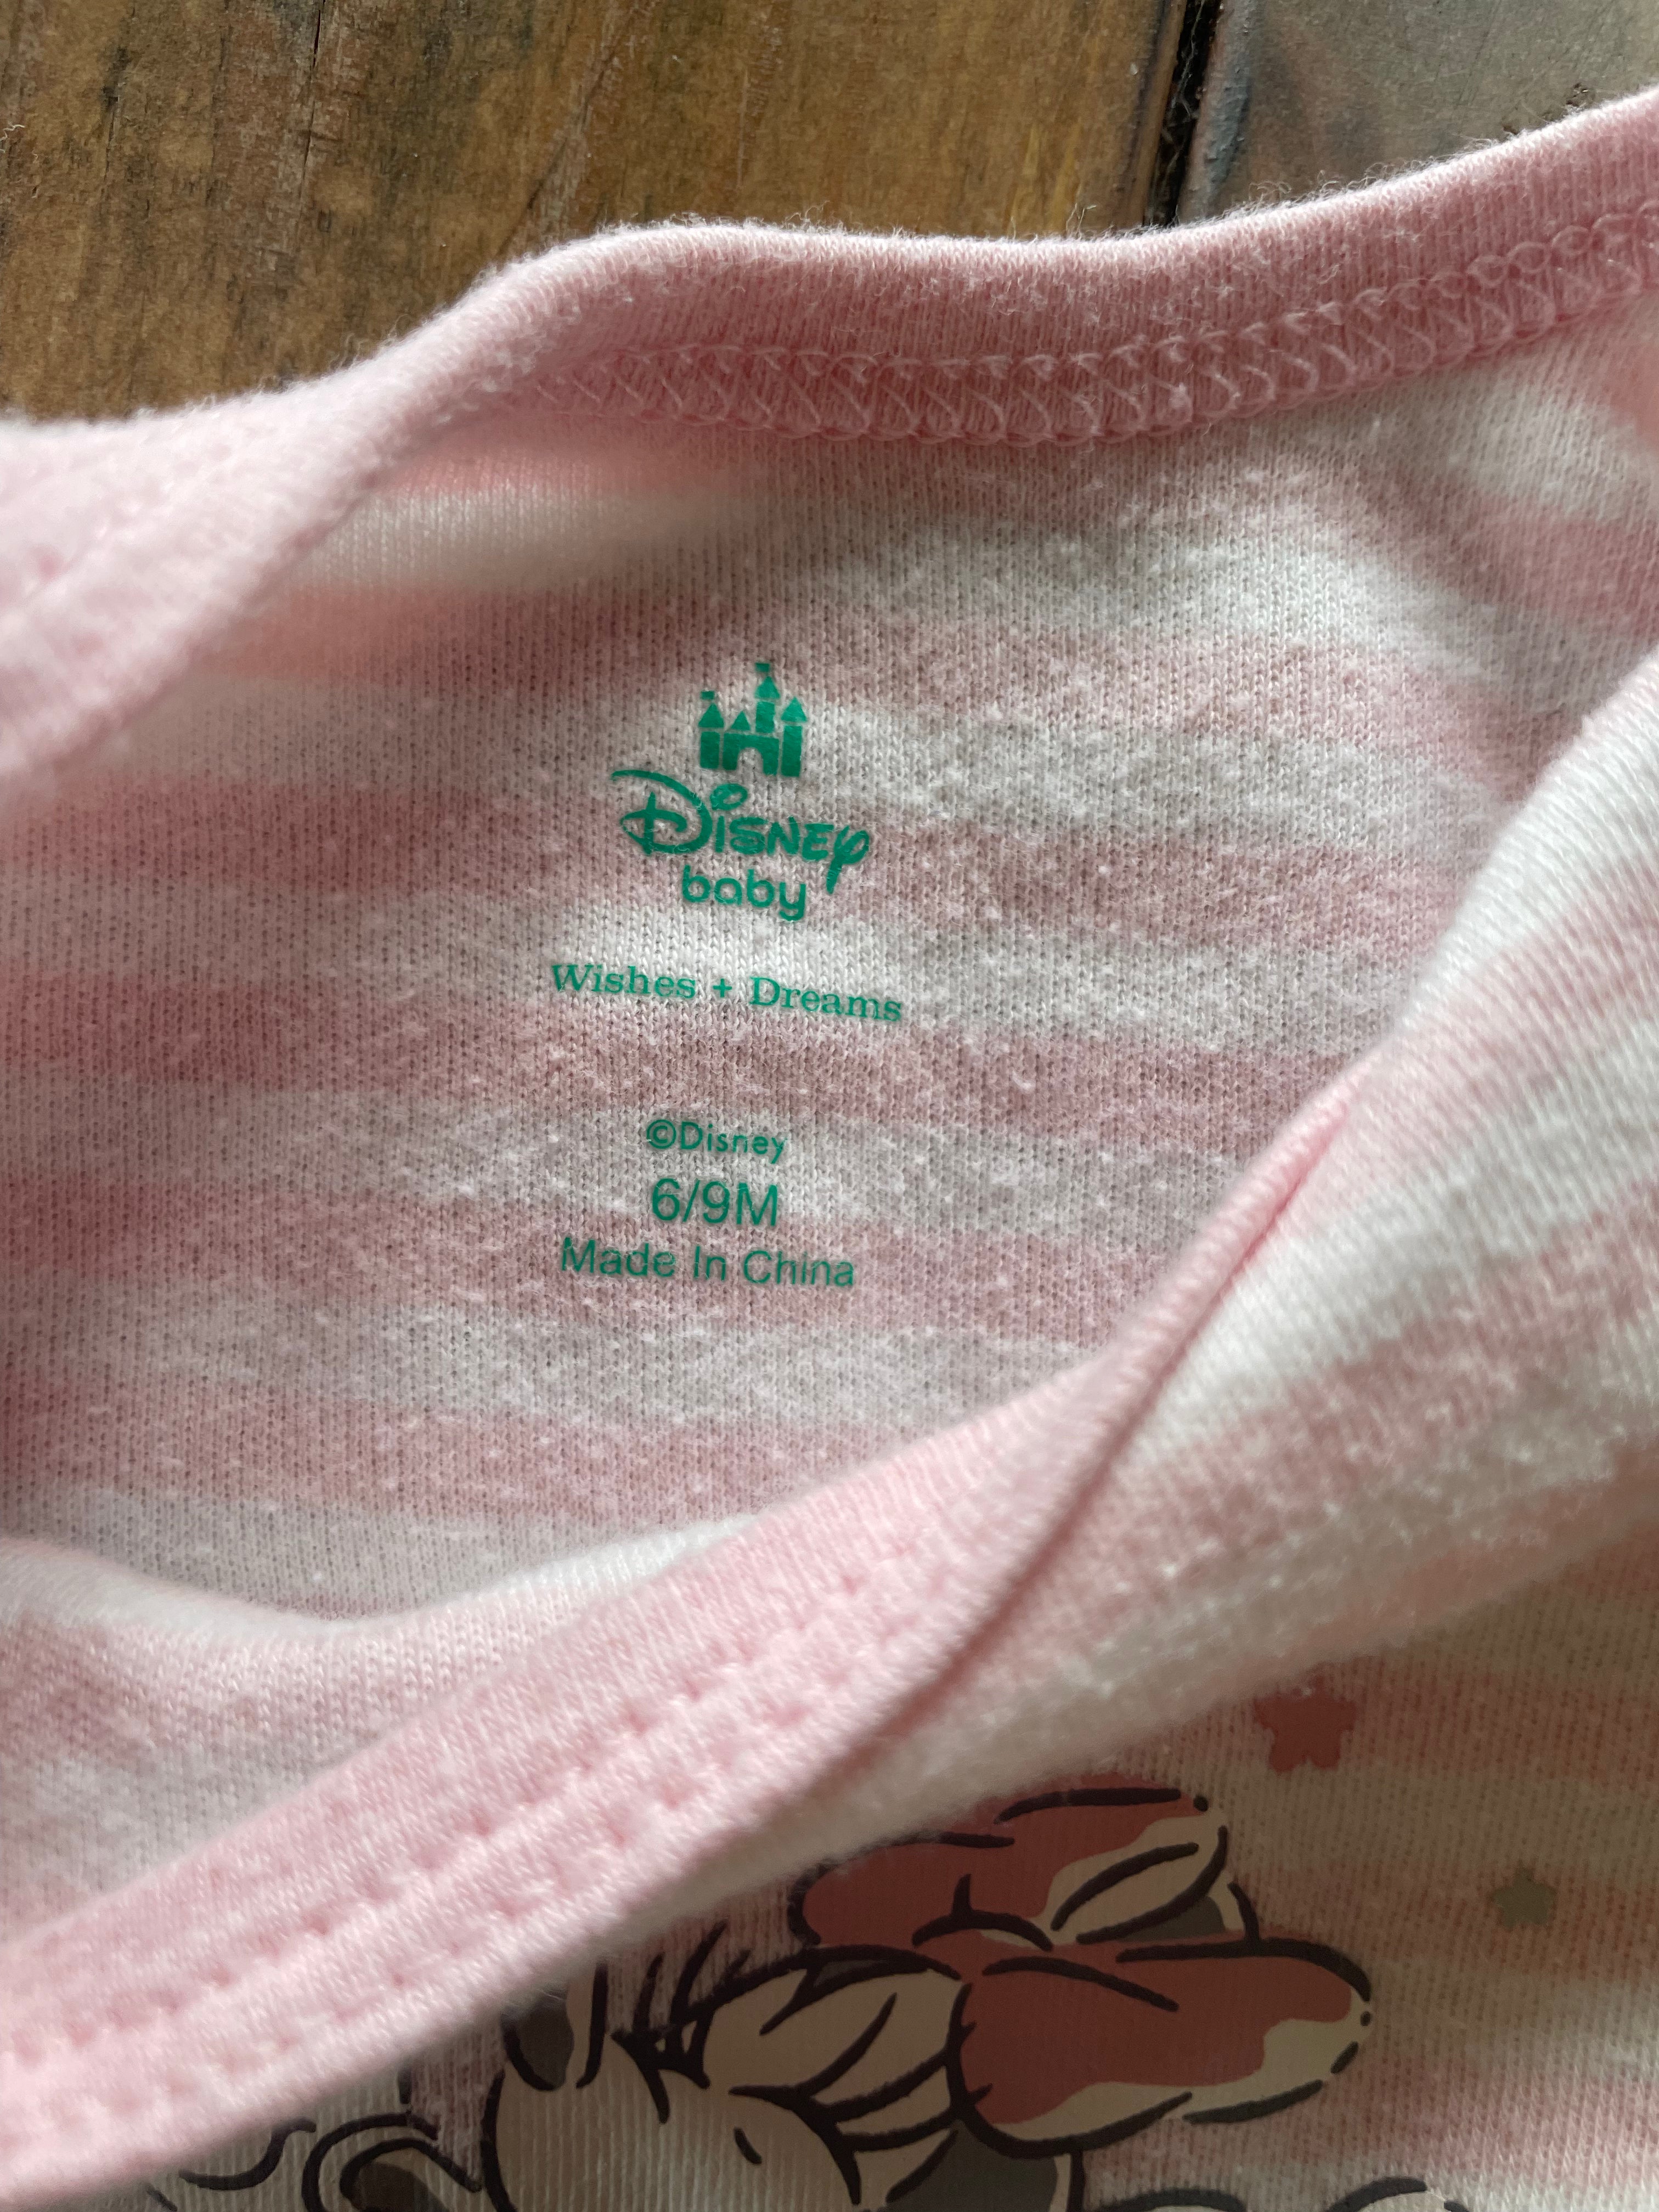 Disney
baby
Wishes + Dreams
©Disney
6/9M
Made In China